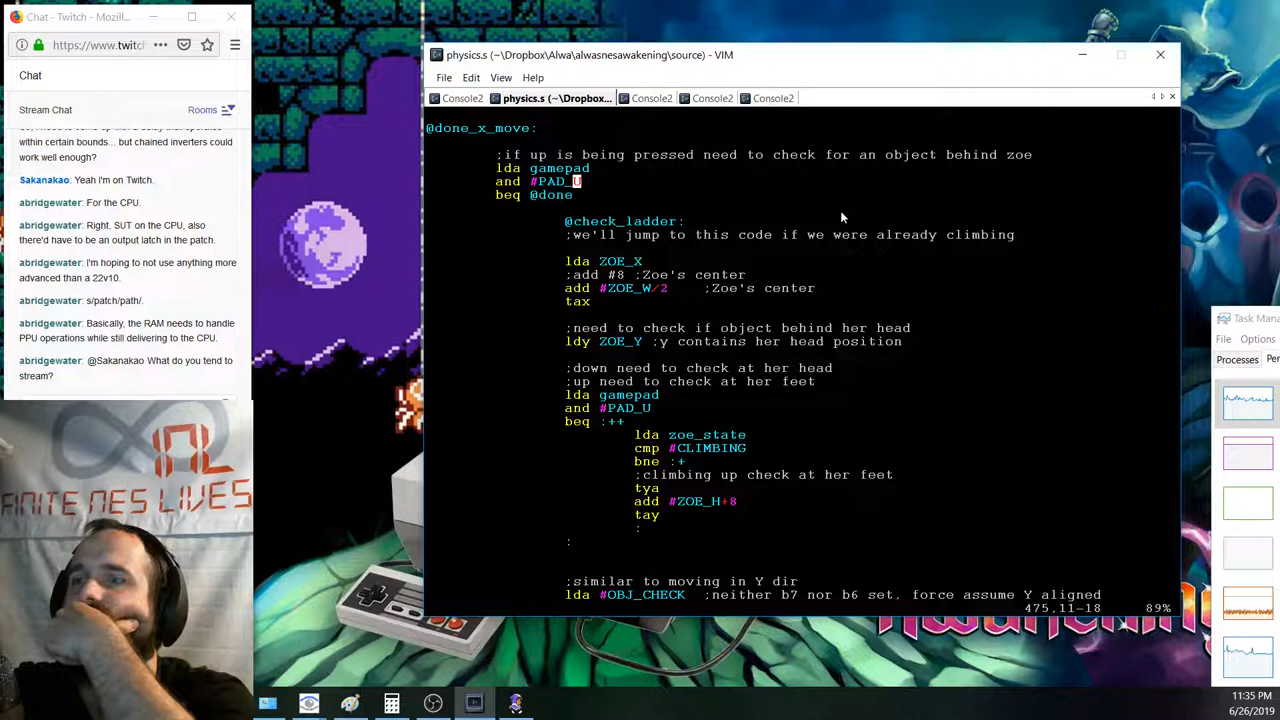 Chat - Twitch - Mozill...
https://www.twitc
Chat
Stream Chat
Rooms
within certain bounds... but chained inverters could
work well enough?
Sakanakao: Yeah I'm on Twitch.
abridgewater: For the CPU.
abridgewater: Right, SUT on the CPU, also
there'd have to be an output latch in the patch.
abridgewater: I'm hoping to not use anything more
advanced than a 22v10.
abridgewater: s/patch/path/.
abridgewater: Basically, the RAM needs to handle
PPU operations while still delivering to the CPU.
abridgewater: @Sakanakao What do you tend to
stream?
NL
FINITE NES LIVES
physics.s (~\Dropbox\Alwa\alwasnesawakening\source) - VIM
File Edit View Help
Console2 physics.s (~\Dropbox... Console2 Console2 Console2
@done_x_move:
;if up is being pressed need to check for an object behind zoe
lda gamepad
and #PAD_U
beq @done
@check_ladder:
;we'll jump to this code if we were already climbing
lda ZOE_X
;add #8 ;Zoe's center
add #ZOE_W/2 ;Zoe's center
tax
;need to check if object behind her head
ldy ZOE_Y ;y contains her head position
;down need to check at her head
;up need to check at her feet
lda gamepad
and #PAD_U
beq :++
lda zoe_state
cmp #CLIMBING
bne :+
;climbing up check at her feet
tya
add #ZOE_H+8
tay
:
:
;similar to moving in Y dir
lda #OBJ_CHECK ;neither b7 nor b6 set, force assume Y aligned
475,11-18 89%
Task Mana
File Options
Processes Per
11:35 PM
6/26/2019